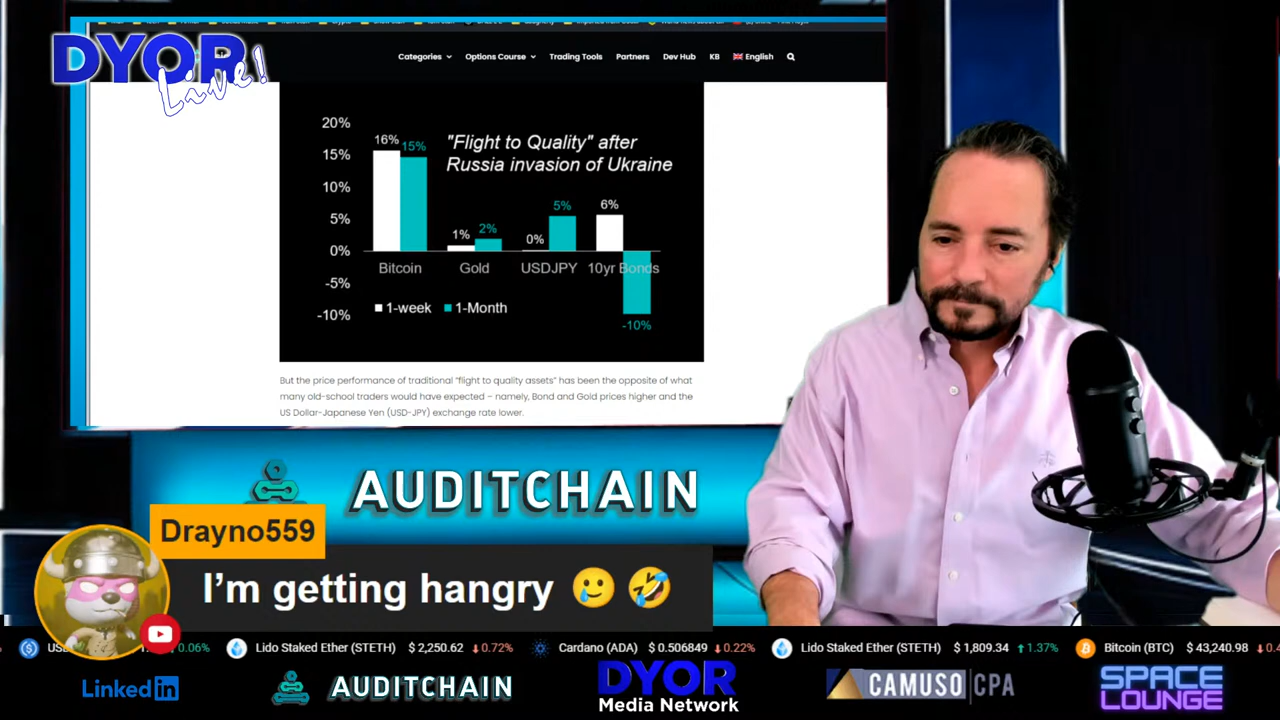 DYOR
Live!
Categories
Options Course
Trading Tools
Partners
Dev Hub
KB
English
20%
15%
10%
5%
0%
-5%
-10%
"Flight to Quality" after
Russia invasion of Ukraine
16%
15%
1%
2%
0%
5%
6%
-10%
Bitcoin
Gold
USDJPY
10yr Bonds
1-week
1-Month
But the price performance of traditional "flight to quality assets" has been the opposite of what
many old-school traders would have expected – namely, Bond and Gold prices higher and the
US Dollar-Japanese Yen (USD-JPY) exchange rate lower.
AUDITCHAIN
Drayno559
I'm getting hangry 🥲 🤣
0.06%
Lido Staked Ether (STETH) $ 2,250.62 ↓0.72%
Cardano (ADA) $ 0.506849 ↓0.22%
Lido Staked Ether (STETH) $ 1,809.34 ↑1.37%
Bitcoin (BTC) $ 43,240.98
LinkedIn
AUDITCHAIN
DYOR
Media Network
CAMUSO CPA
SPACE
LOUNGE